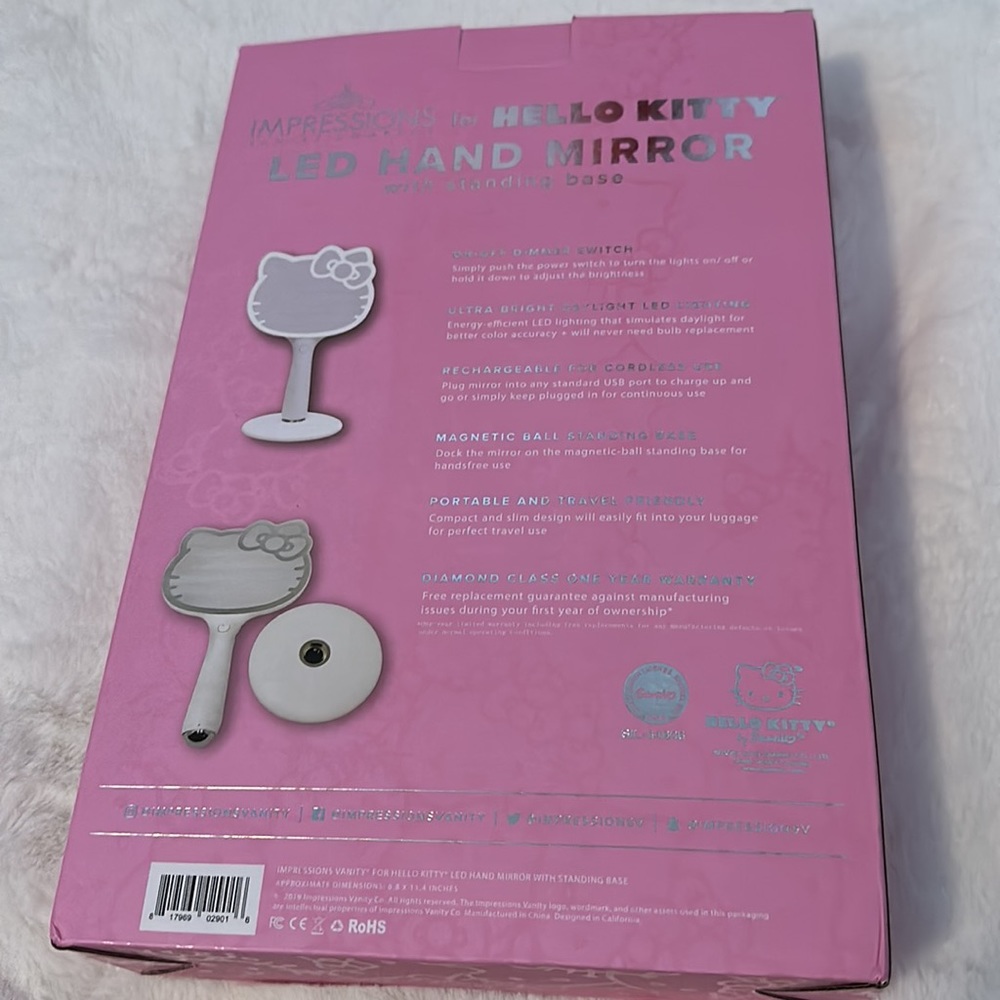 IMPRESSIONS for HELLO KITTY
LED HAND MIRROR
with standing base
ON/OFF DIMMER SWITCH
Simply push the power switch to turn the lights on/ off or
hold it down to adjust the brightness
ULTRA-BRIGHT DAYLIGHT LED LIGHTING
Energy-efficient LED lighting that simulates daylight for
better color accuracy + will never need bulb replacement
RECHARGEABLE FOR CORDLESS USE
Plug mirror into any standard USB port to charge up and
go or simply keep plugged in for continuous use
MAGNETIC BALL STANDING BASE
Dock the mirror on the magnetic-ball standing base for
handsfree use
PORTABLE AND TRAVEL FRIENDLY
Compact and slim design will easily fit into your luggage
for perfect travel use
DIAMOND CLASS ONE YEAR WARRANTY
Free replacement guarantee against manufacturing
issues during your first year of ownership*
under normal operating conditions.
Sanrio
HELLO KITTY®
#IMPRESSIONSVANITY | #IMPRESSIONSVANITY | #IMPRESSIONSV | #IMPRESSIONSV
IMPRESSIONS VANITY® FOR HELLO KITTY® LED HAND MIRROR WITH STANDING BASE
APPROXIMATE DIMENSIONS: 6.8 X 11.4 INCHES
© 2019 Impressions Vanity Co. All rights reserved. The Impressions Vanity logo, wordmark, and other assets used in this packaging
are intellectual properties of Impressions Vanity Co. Manufactured in China. Designed in California.
8 17969 02901 6
FC CE RoHS